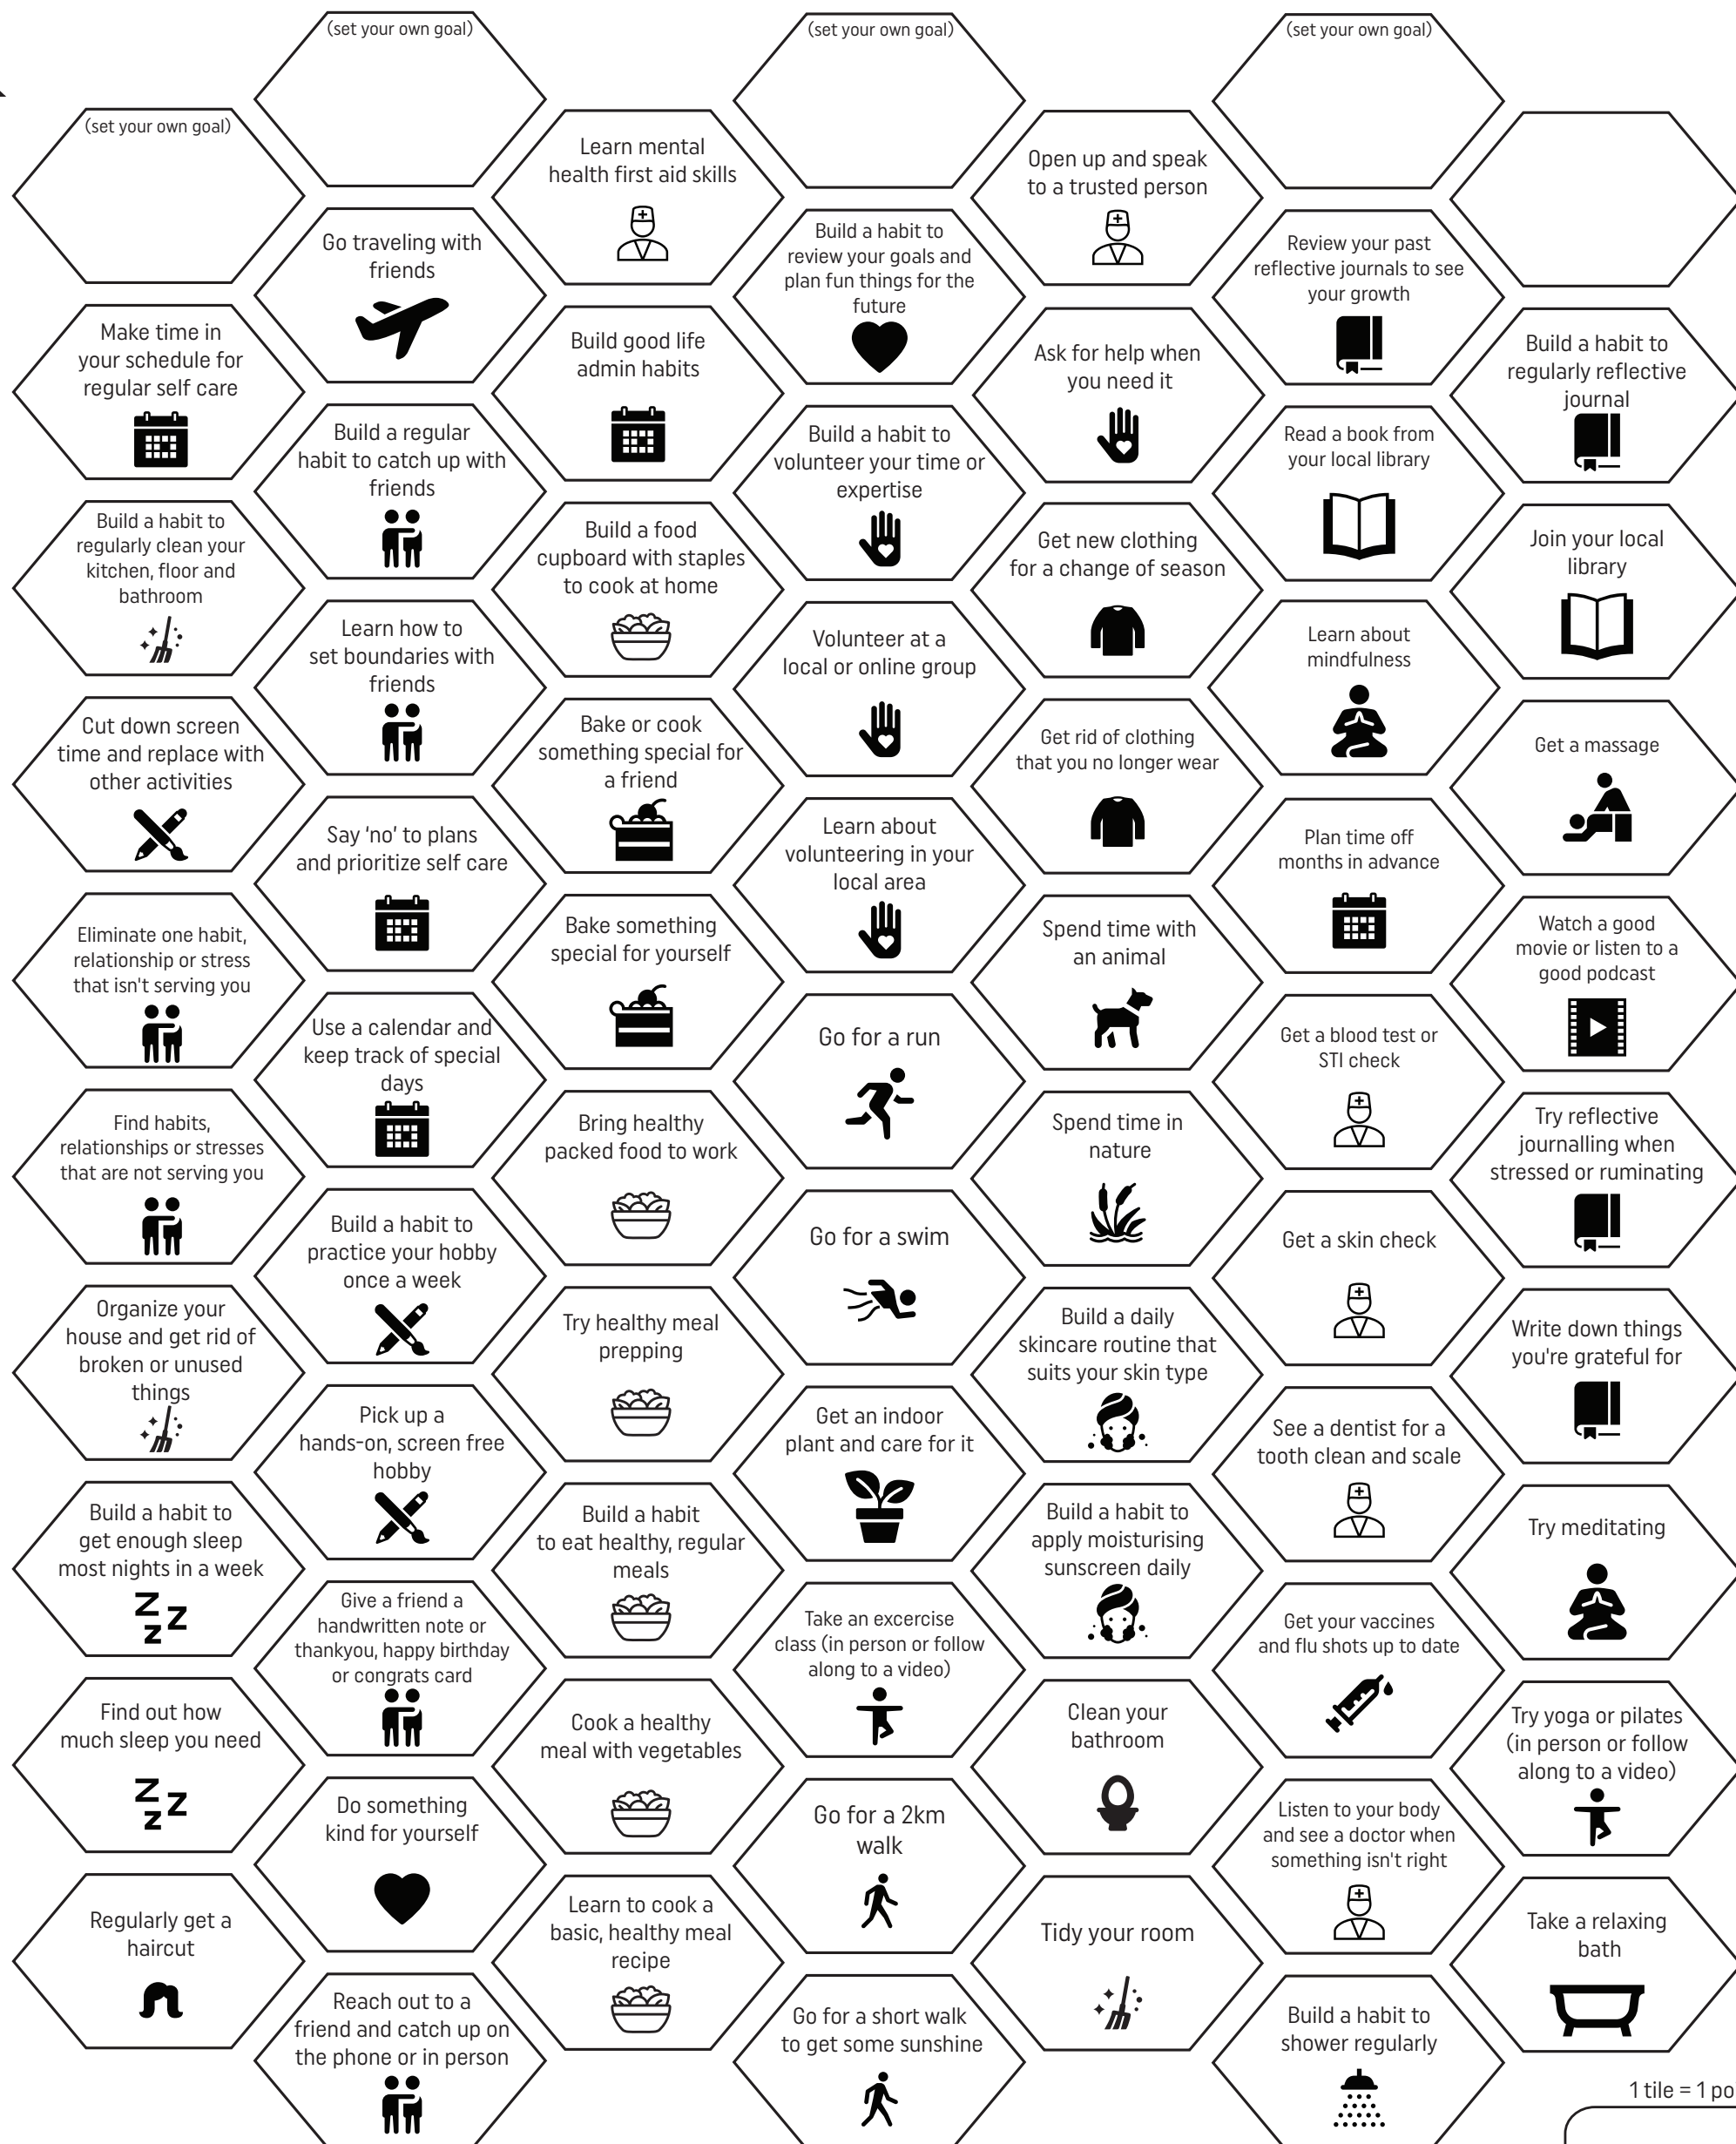 (set your own goal)
(set your own goal)
(set your own goal)
(set your own goal)
Learn mental
health first aid skills
Open up and speak
to a trusted person
Go traveling with
friends
Build a habit to
review your goals and
plan fun things for the
future
Review your past
reflective journals to see
your growth
Make time in
your schedule for
regular self care
Build good life
admin habits
Ask for help when
you need it
Build a habit to
regularly reflective
journal
Build a regular
habit to catch up with
friends
Build a habit to
volunteer your time or
expertise
Read a book from
your local library
Build a habit to
regularly clean your
kitchen, floor and
bathroom
Build a food
cupboard with staples
to cook at home
Get new clothing
for a change of season
Join your local
library
Learn how to
set boundaries with
friends
Volunteer at a
local or online group
Learn about
mindfulness
Cut down screen
time and replace with
other activities
Bake or cook
something special for
a friend
Get rid of clothing
that you no longer wear
Get a massage
Say ‘no’ to plans
and prioritize self care
Learn about
volunteering in your
local area
Plan time off
months in advance
Eliminate one habit,
relationship or stress
that isn't serving you
Bake something
special for yourself
Spend time with
an animal
Watch a good
movie or listen to a
good podcast
Use a calendar and
keep track of special
days
Go for a run
Get a blood test or
STI check
Find habits,
relationships or stresses
that are not serving you
Bring healthy
packed food to work
Spend time in
nature
Try reflective
journalling when
stressed or ruminating
Build a habit to
practice your hobby
once a week
Go for a swim
Get a skin check
Organize your
house and get rid of
broken or unused
things
Try healthy meal
prepping
Build a daily
skincare routine that
suits your skin type
Write down things
you're grateful for
Pick up a
hands-on, screen free
hobby
Get an indoor
plant and care for it
See a dentist for a
tooth clean and scale
Build a habit to
get enough sleep
most nights in a week
Build a habit
to eat healthy, regular
meals
Build a habit to
apply moisturising
sunscreen daily
Try meditating
Give a friend a
handwritten note or
thankyou, happy birthday
or congrats card
Take an excercise
class (in person or follow
along to a video)
Get your vaccines
and flu shots up to date
Find out how
much sleep you need
Cook a healthy
meal with vegetables
Clean your
bathroom
Try yoga or pilates
(in person or follow
along to a video)
Do something
kind for yourself
Go for a 2km
walk
Listen to your body
and see a doctor when
something isn't right
Regularly get a
haircut
Learn to cook a
basic, healthy meal
recipe
Tidy your room
Take a relaxing
bath
Reach out to a
friend and catch up on
the phone or in person
Go for a short walk
to get some sunshine
Build a habit to
shower regularly
1 tile = 1 po